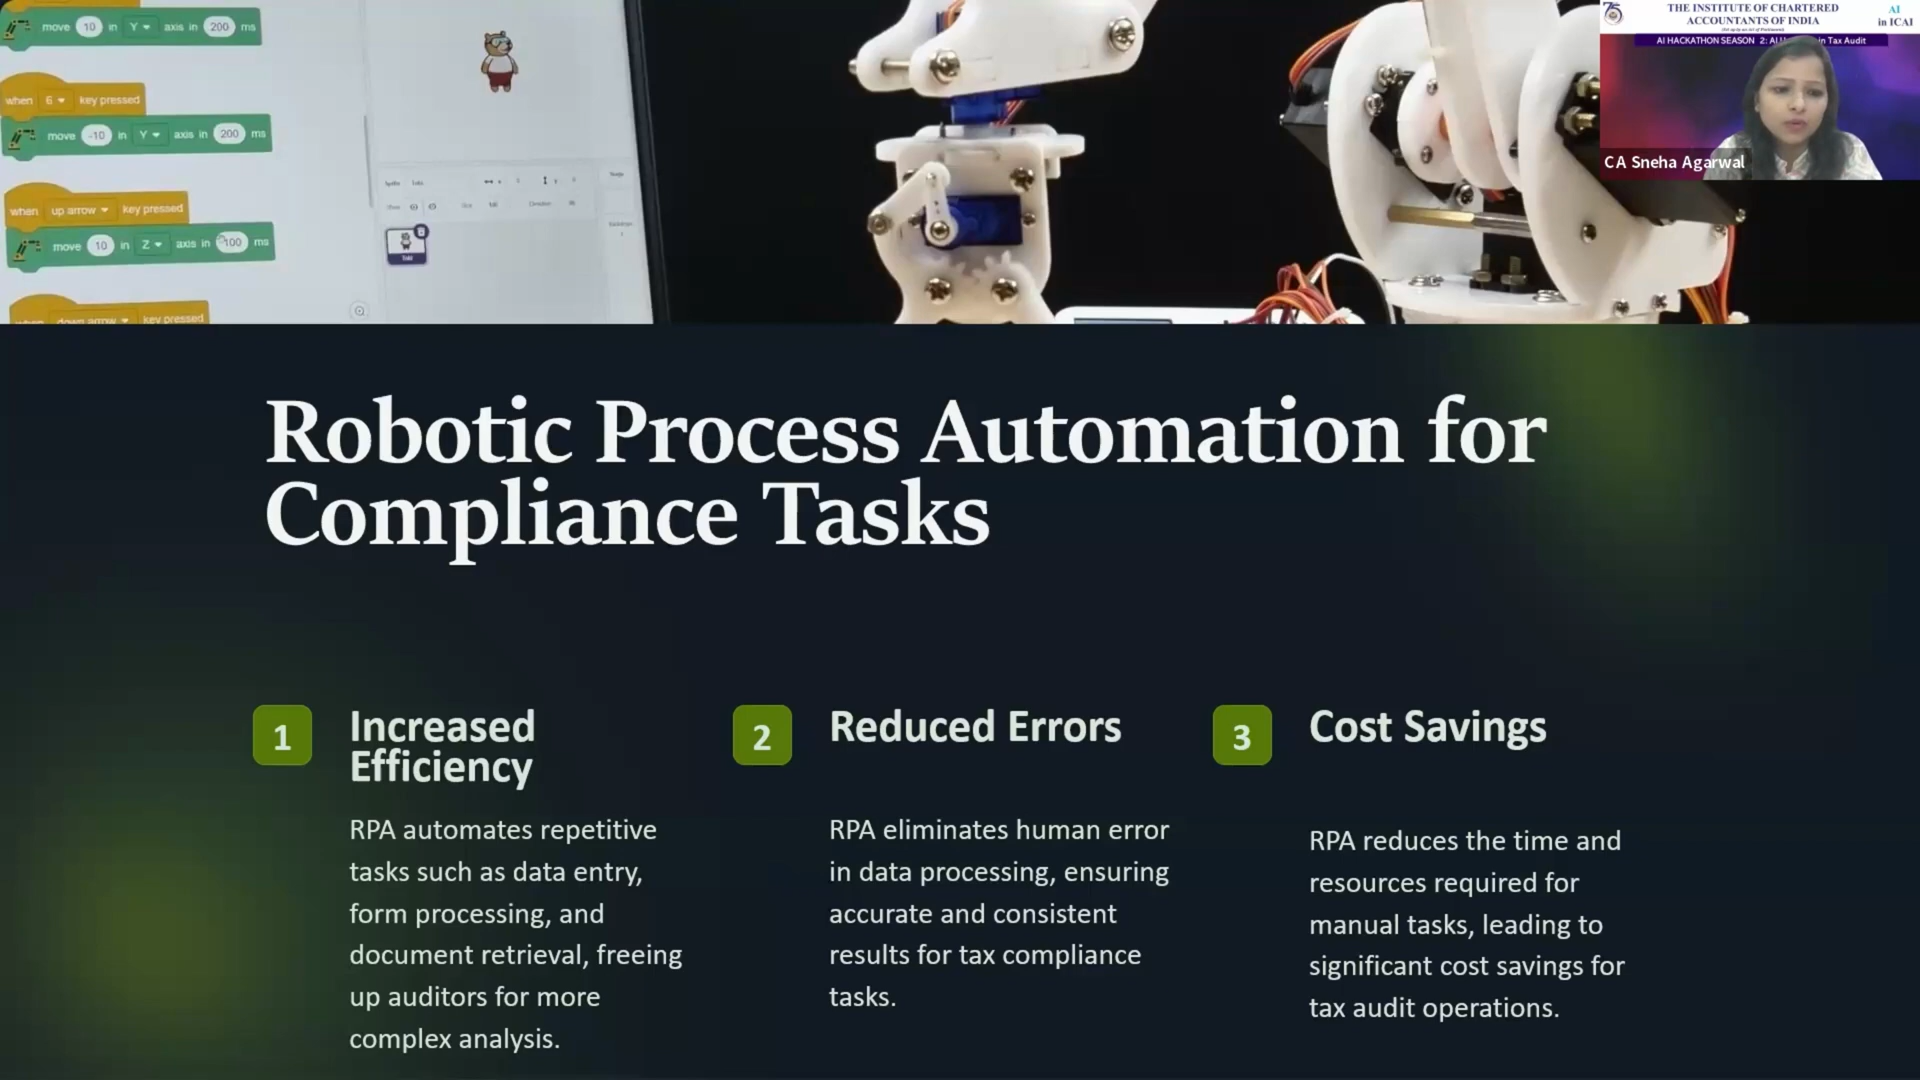 move 10 in Y axis in 200 ms
when 6 key pressed
move -10 in Y axis in 200 ms
when up arrow key pressed
move 10 in Z axis in 100 ms
when down arrow key pressed
75
THE INSTITUTE OF CHARTERED
ACCOUNTANTS OF INDIA
AI
in ICAI
AI HACKATHON SEASON 2: AI in Tax Audit
CA Sneha Agarwal
Robotic Process Automation for
Compliance Tasks
1
Increased
Efficiency
RPA automates repetitive
tasks such as data entry,
form processing, and
document retrieval, freeing
up auditors for more
complex analysis.
2
Reduced Errors
RPA eliminates human error
in data processing, ensuring
accurate and consistent
results for tax compliance
tasks.
3
Cost Savings
RPA reduces the time and
resources required for
manual tasks, leading to
significant cost savings for
tax audit operations.